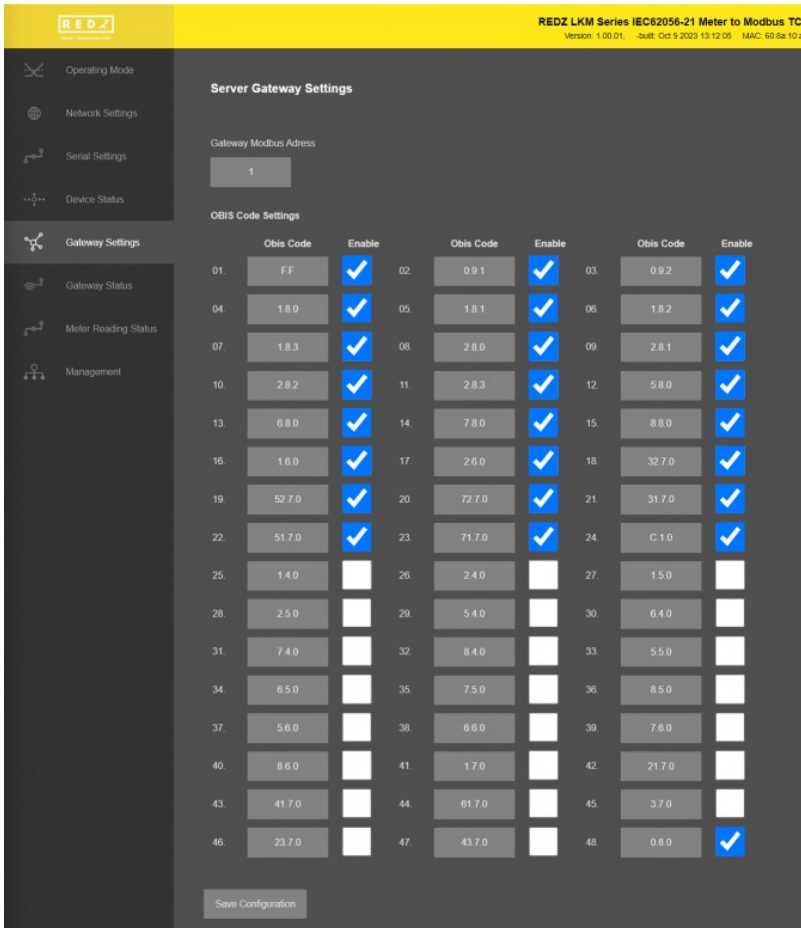 REDZ
REDZ LKM Series IEC62056-21 Meter to Modbus TC
Version: 1.00.01, -built: Oct 9 2023 13:12:05 MAC: 60:8a:10:
Operating Mode
Network Settings
Serial Settings
Device Status
Gateway Settings
Gateway Status
Meter Reading Status
Management
Server Gateway Settings
Gateway Modbus Adress
1
OBIS Code Settings
Obis Code Enable Obis Code Enable Obis Code Enable
01. F.F 02. 0.9.1 03. 0.9.2
04. 1.8.0 05. 1.8.1 06. 1.8.2
07. 1.8.3 08. 2.8.0 09. 2.8.1
10. 2.8.2 11. 2.8.3 12. 5.8.0
13. 6.8.0 14. 7.8.0 15. 8.8.0
16. 1.6.0 17. 2.6.0 18. 32.7.0
19. 52.7.0 20. 72.7.0 21. 31.7.0
22. 51.7.0 23. 71.7.0 24. C.1.0
25. 1.4.0 26. 2.4.0 27. 1.5.0
28. 2.5.0 29. 5.4.0 30. 6.4.0
31. 7.4.0 32. 8.4.0 33. 5.5.0
34. 6.5.0 35. 7.5.0 36. 8.5.0
37. 5.6.0 38. 6.6.0 39. 7.6.0
40. 8.6.0 41. 1.7.0 42. 21.7.0
43. 41.7.0 44. 61.7.0 45. 3.7.0
46. 23.7.0 47. 43.7.0 48. 0.8.0
Save Configuration